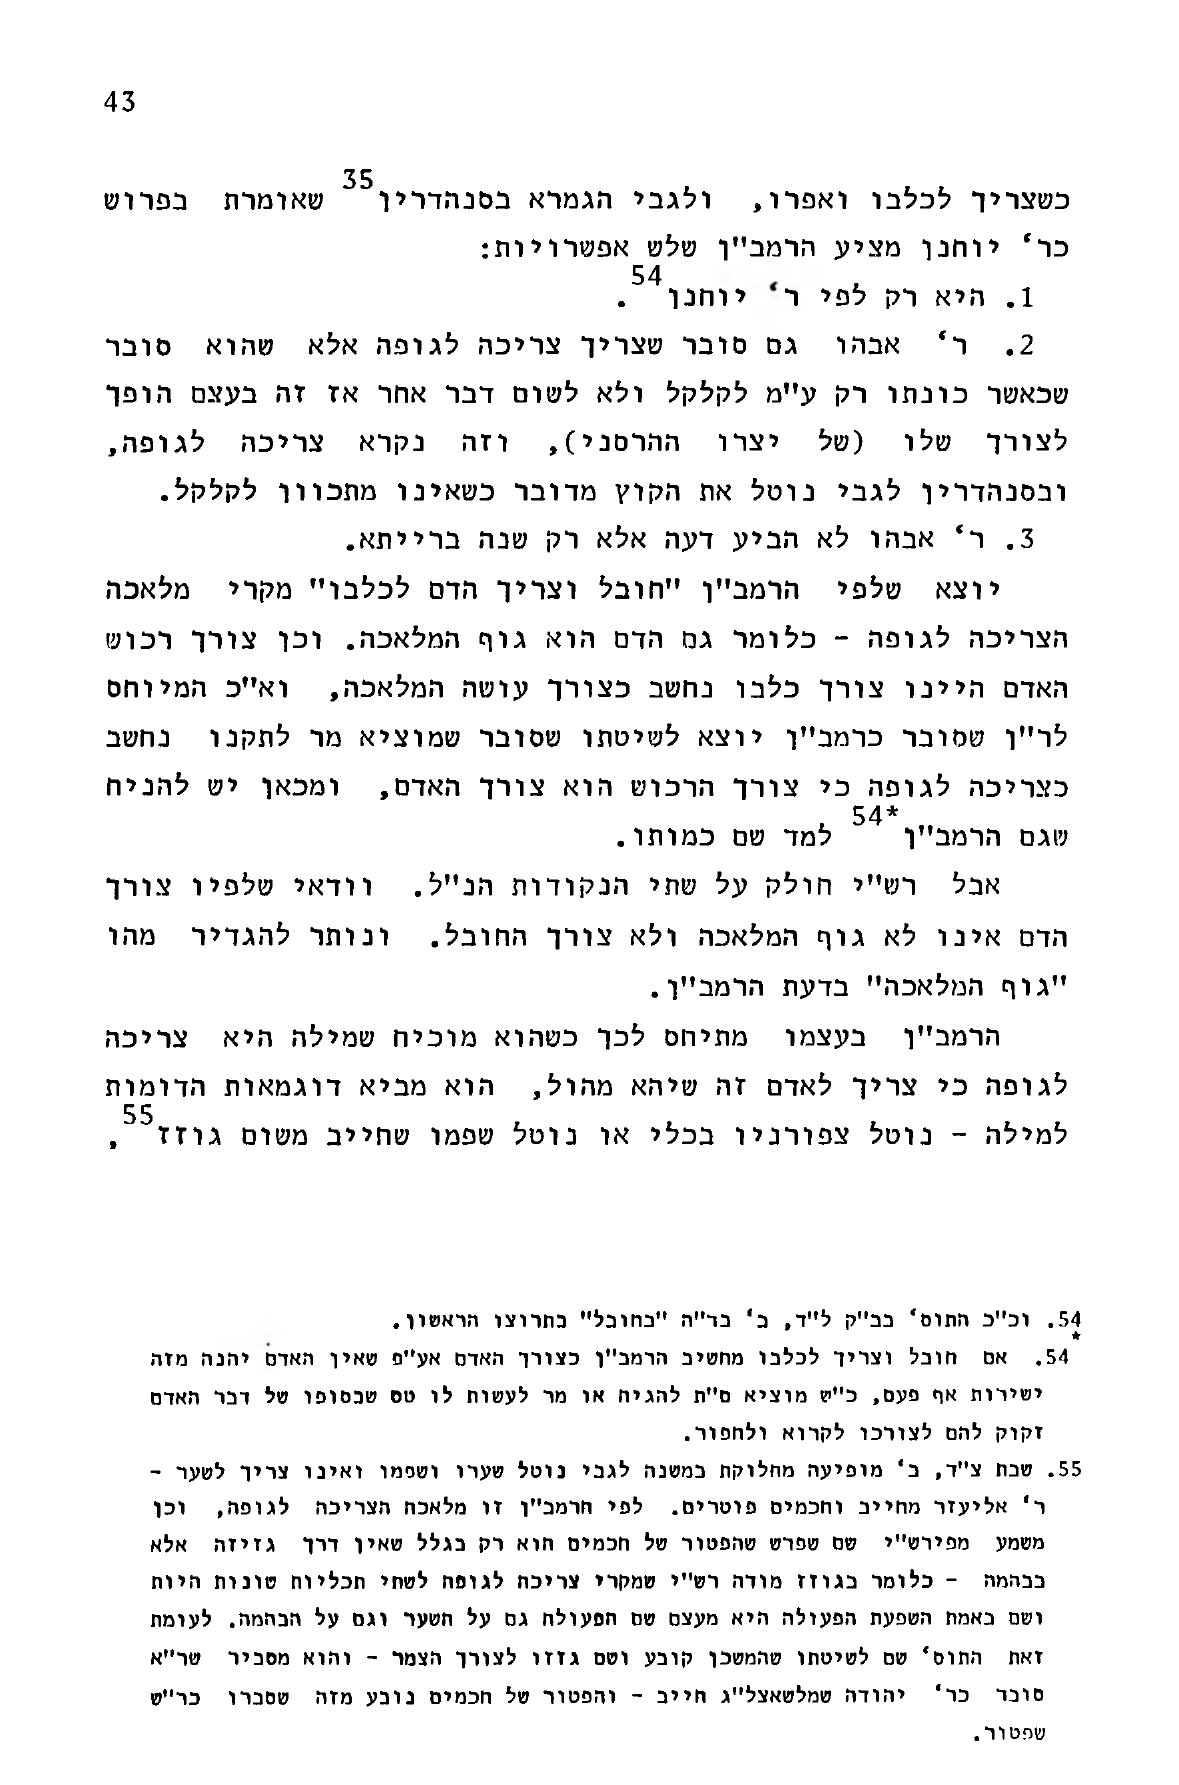 43
כשצריך לכלבו ואפרו, ולגבי הגמרא בסנהדרין35 שאומרת בפרוש
כר' יוחנן מציע הרמב"ן שלש אפשרויות:
1. היא רק לפי ר' יוחנן54.
2. ר' אבהו גם סובר שצריך צריכה לגופה אלא שהוא סובר
שכאשר כונתו רק ע"מ לקלקל ולא לשום דבר אחר אז זה בעצם הופך
לצורך שלו (של יצרו ההרסני), וזה נקרא צריכה לגופה,
ובסנהדרין לגבי נוטל את הקוץ מדובר כשאינו מתכוון לקלקל.
3. ר' אבהו לא הביע דעה אלא רק שנה ברייתא.
יוצא שלפי הרמב"ן "חובל וצריך הדם לכלבו" מקרי מלאכה
הצריכה לגופה - כלומר גם הדם הוא גוף המלאכה. וכן צורך רכוש
האדם היינו צורך כלבו נחשב כצורך עושה המלאכה, וא"כ המיוחס
לר"ן שסובר כרמב"ן יוצא לשיטתו שסובר שמוציא מר לתקנו נחשב
כצריכה לגופה כי צורך הרכוש הוא צורך האדם, ומכאן יש להניח
שגם הרמב"ן54* למד שם כמותו.
אבל רש"י חולק על שתי הנקודות הנ"ל. וודאי שלפיו צורך
הדם אינו לא גוף המלאכה ולא צורך החובל. ונותר להגדיר מהו
"גוף המלאכה" בדעת הרמב"ן.
הרמב"ן בעצמו מתיחס לכך כשהוא מוכיח שמילה היא צריכה
לגופה כי צריך לאדם זה שיהא מהול, הוא מביא דוגמאות הדומות
למילה - נוטל צפורניו בכלי או נוטל שפמו שחייב משום גוזז55,
54. וכ"כ התוס' בב"ק ל"ד, ב' בד"ה "בחובל" בתרוצו הראשון.
54*. אם חובל וצריך לכלבו מחשיב הרמב"ן כצורך האדם אע"פ שאין האדם יהנה מזה
ישירות אף פעם, כ"ש מוציא ס"ת להגיה או מר לעשות לו טס שבסופו של דבר האדם
זקוק להם לצורכו לקרוא ולחפור.
55. שבת צ"ד, ב' מופיעה מחלוקת במשנה לגבי נוטל שערו ושפמו ואינו צריך לשער -
ר' אליעזר מחייב וחכמים פוטרים. לפי הרמב"ן זו מלאכה הצריכה לגופה, וכן
משמע מפירש"י שם שפרש שהפטור של חכמים הוא רק בגלל שאין דרך גזיזה אלא
בבהמה - כלומר בגוזז מודה רש"י שמקרי צריכה לגופה לשתי תכליות שונות היות
ושם באמת השפעת הפעולה היא מעצם שם הפעולה גם על השער וגם על הבהמה. לעומת
זאת התוס' שם לשיטתו שהמשכן קובע ושם גזזו לצורך הצמר - והוא מסביר שר"א
סובר כר' יהודה שמלשאצל"ג חייב - והפטור של חכמים נובע מזה שסברו כר"ש
שפטור.